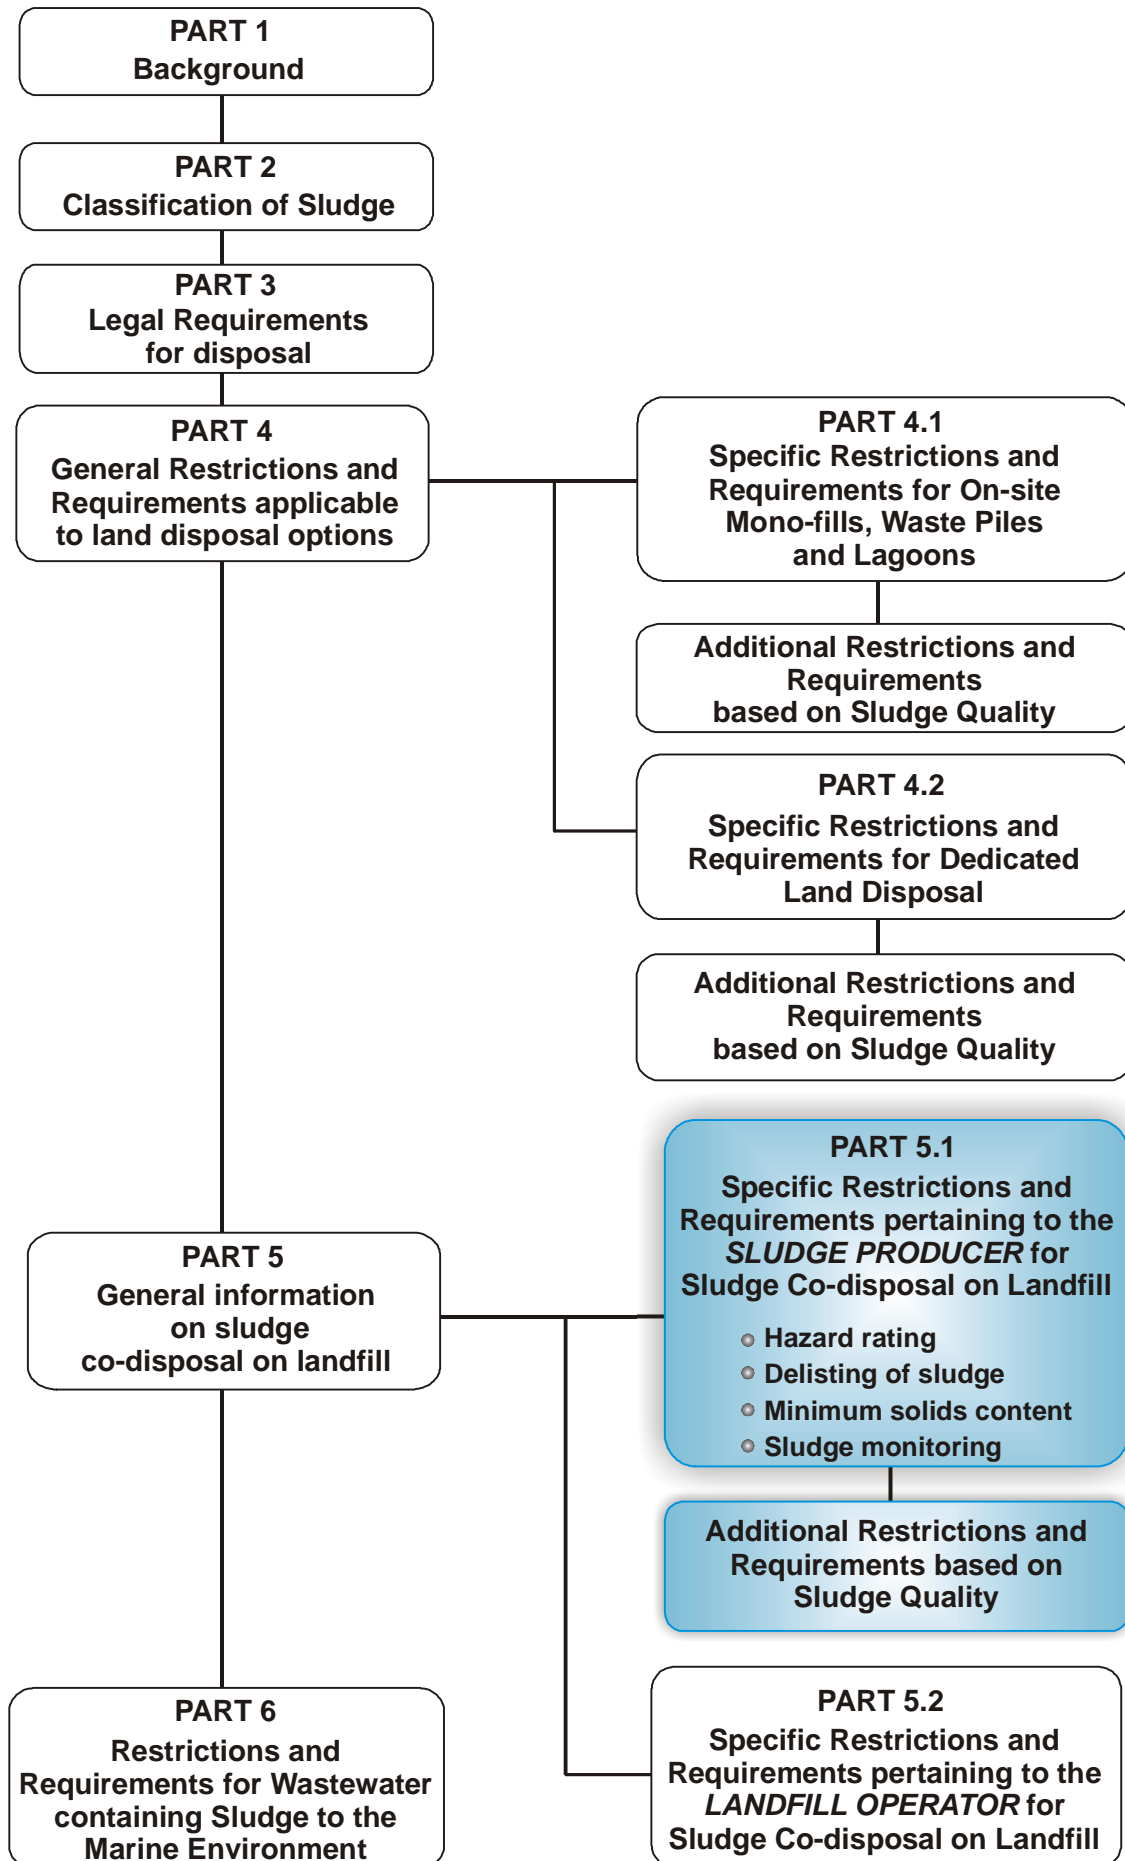 PART 1
Background
PART 2
Classification of Sludge
PART 3
Legal Requirements
for disposal
PART 4
General Restrictions and
Requirements applicable
to land disposal options
PART 4.1
Specific Restrictions and
Requirements for On-site
Mono-fills, Waste Piles
and Lagoons
Additional Restrictions and
Requirements
based on Sludge Quality
PART 4.2
Specific Restrictions and
Requirements for Dedicated
Land Disposal
Additional Restrictions and
Requirements
based on Sludge Quality
PART 5
General information
on sludge
co-disposal on landfill
PART 5.1
Specific Restrictions and
Requirements pertaining to the
SLUDGE PRODUCER for
Sludge Co-disposal on Landfill
Hazard rating
Delisting of sludge
Minimum solids content
Sludge monitoring
Additional Restrictions and
Requirements based on
Sludge Quality
PART 5.2
Specific Restrictions and
Requirements pertaining to the
LANDFILL OPERATOR for
Sludge Co-disposal on Landfill
PART 6
Restrictions and
Requirements for Wastewater
containing Sludge to the
Marine Environment